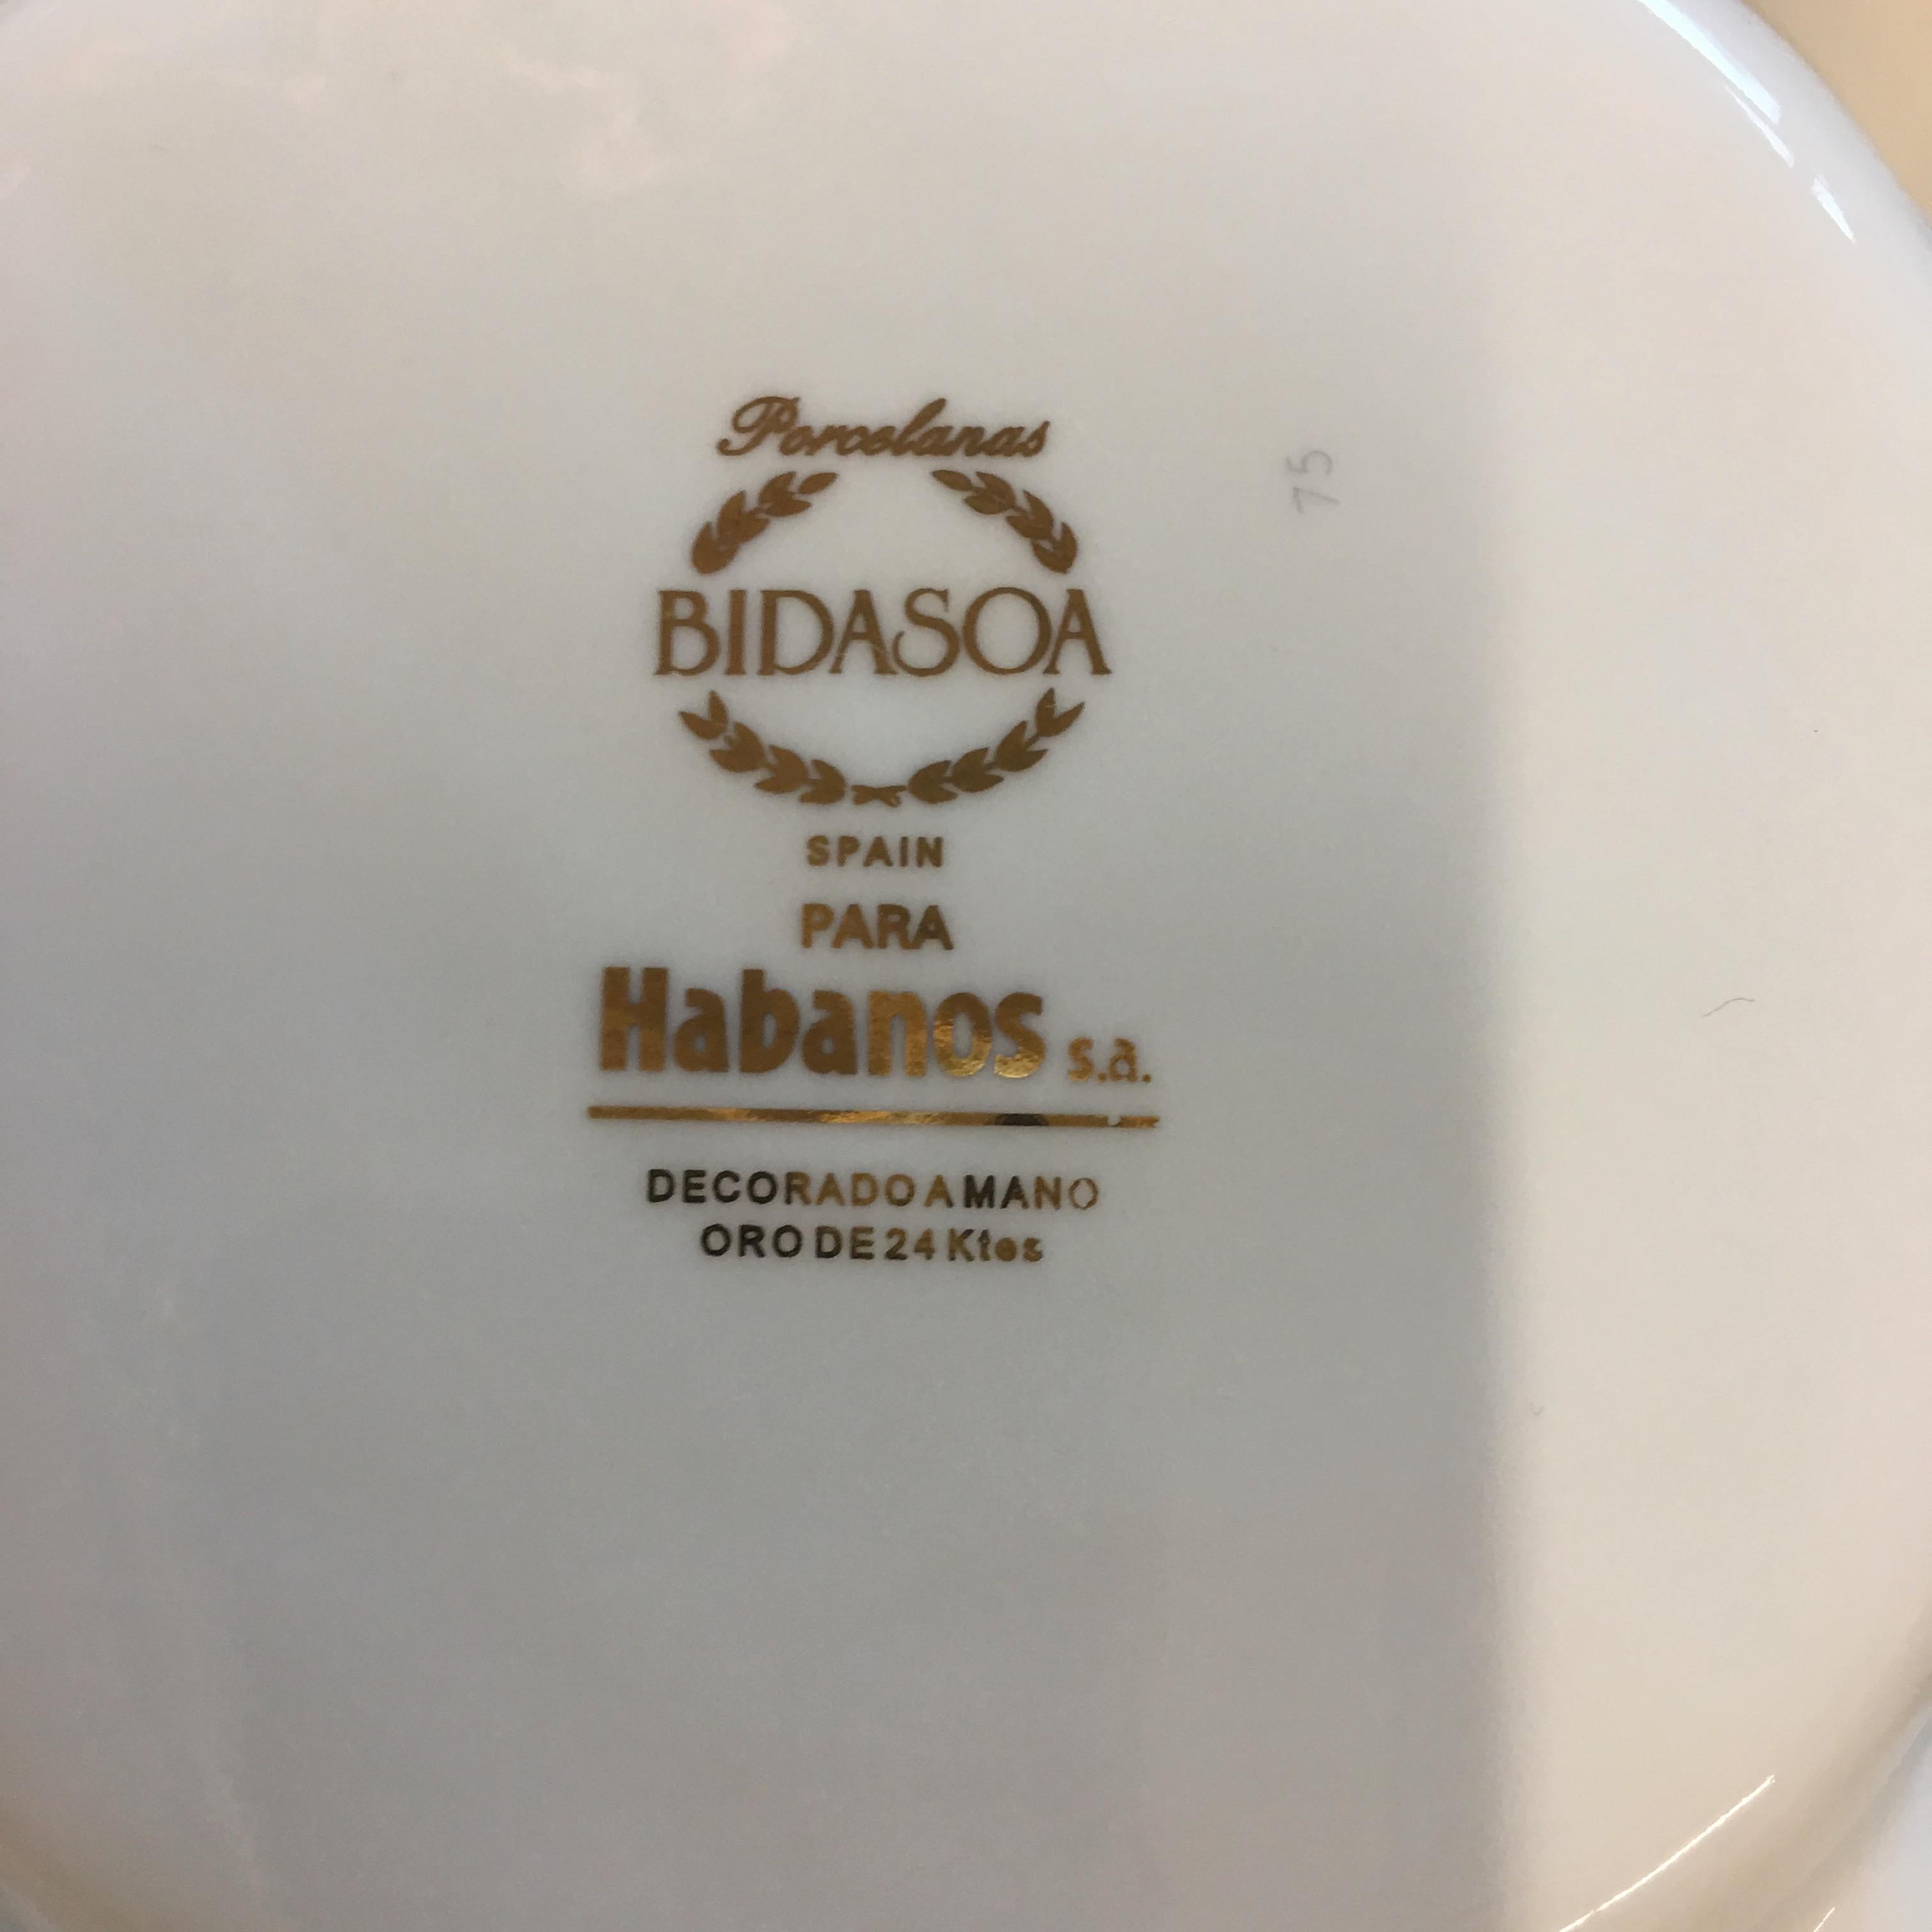 Porcelanas
BIDASOA
SPAIN
PARA
Habanos s.a.
DECORADO A MANO
ORO DE 24 Ktes
75